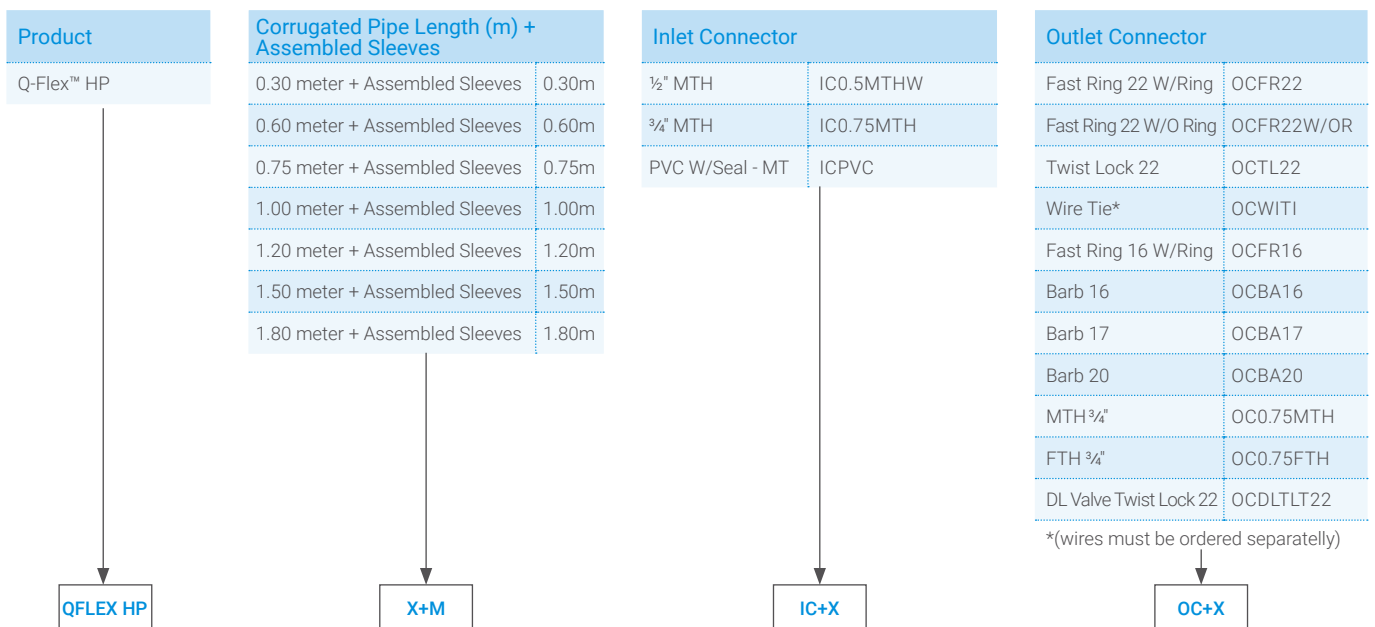 Product
Q-Flex™ HP
QFLEX HP
Corrugated Pipe Length (m) +
Assembled Sleeves
0.30 meter + Assembled Sleeves 0.30m
0.60 meter + Assembled Sleeves 0.60m
0.75 meter + Assembled Sleeves 0.75m
1.00 meter + Assembled Sleeves 1.00m
1.20 meter + Assembled Sleeves 1.20m
1.50 meter + Assembled Sleeves 1.50m
1.80 meter + Assembled Sleeves 1.80m
X+M
Inlet Connector
½" MTH IC0.5MTHW
¾" MTH IC0.75MTH
PVC W/Seal - MT ICPVC
IC+X
Outlet Connector
Fast Ring 22 W/Ring OCFR22
Fast Ring 22 W/O Ring OCFR22W/OR
Twist Lock 22 OCTL22
Wire Tie* OCWITI
Fast Ring 16 W/Ring OCFR16
Barb 16 OCBA16
Barb 17 OCBA17
Barb 20 OCBA20
MTH ¾" OC0.75MTH
FTH ¾" OC0.75FTH
DL Valve Twist Lock 22 OCDLTLT22
*(wires must be ordered separatelly)
OC+X